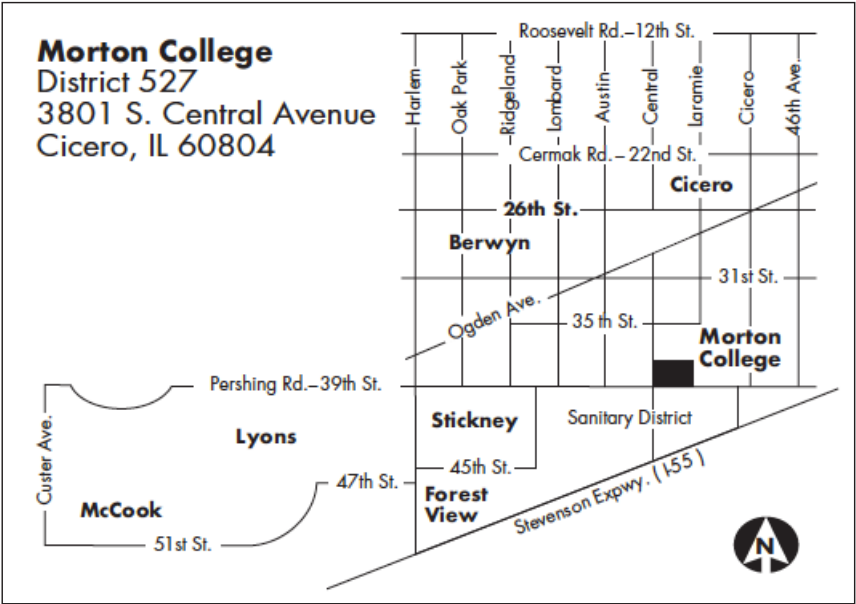 Morton College
District 527
3801 S. Central Avenue
Cicero, IL 60804
Roosevelt Rd.–12th St.
Harlem
Oak Park
Ridgeland
Lombard
Austin
Central
Laramie
Cicero
46th Ave.
Cermak Rd.– 22nd St.
Cicero
26th St.
Berwyn
31st St.
Ogden Ave.
35 th St.
Morton
College
Pershing Rd.–39th St.
Stickney
Sanitary District
Custer Ave.
Lyons
45th St.
47th St.
Stevenson Expwy. ( I-55 )
Forest
View
McCook
51st St.
N